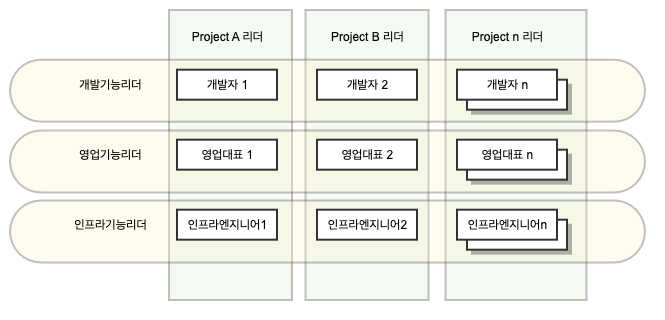 Project A 리더 Project B 리더 Project n 리더
개발기능리더 개발자 1 개발자 2 개발자 n
영업기능리더 영업대표 1 영업대표 2 영업대표 n
인프라기능리더 인프라엔지니어1 인프라엔지니어2 인프라엔지니어n